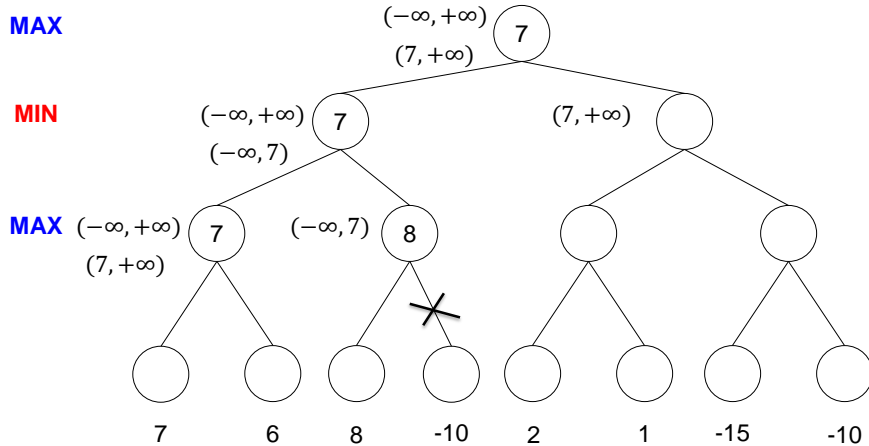 MAX (−∞, +∞) 7
(7, +∞)
MIN (−∞, +∞) 7 (7, +∞)
(−∞, 7)
MAX (−∞, +∞) 7 (−∞, 7) 8
(7, +∞)
7 6 8 -10 2 1 -15 -10